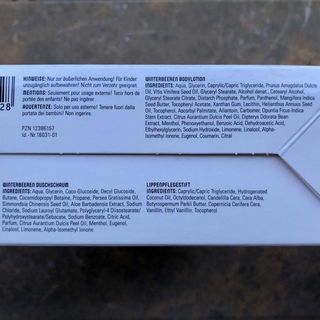 HINWEISE: Nur zur äußerlichen Anwendung! Für Kinder
unzugänglich aufbewahren! Nicht zum Verzehr geeignet
MENTIONS: Seulement pour usage externe! Tenir hors de
portée des enfants! Ne pas ingérer
AVVERTENZE: Solo per uso esterno! Tenere fuori dalla
portata dei bambini! Non ingerire
28
PZN 12386157
id.-Nr.16031-01
WINTERBEEREN BODYLOTION
INGREDIENTS: Aqua, Glycerin, Caprylic/Capric Triglyceride, Prunus Amygdalus Dulcis
Oil, Vitis Vinifera Seed Oil, Glyceryl Stearate, Alcohol denat., Cetearyl Alcohol,
Glyceryl Stearate Citrate, Distarch Phosphate, Parfum, Panthenol, Mangifera Indica
Seed Butter, Tocopheryl Acetate, Xanthan Gum, Lecithin, Helianthus Annuus Seed
Oil, Tocopherol, Allantoin, Caesalpinia Spinosa Gum, Corallina Officinalis
Extract, Citrus Aurantium Dulcis Peel Oil, Dipteryx Odorata Bean
Extract, Menthol, Phenoxyethanol, Benzoic Acid, Dehydroacetic Acid,
Ethylhexylglycerin, Sodium Hydroxide, Limonene, Linalool, Alpha-
Isomethyl Ionone, Eugenol, Coumarin, Citral
WINTERBEEREN DUSCHSCHAUM
INGREDIENTS: Aqua, Glycerin, Coco-Glucoside, Decyl Glucoside,
Butane, Cocamidopropyl Betaine, Propane, Persea Gratissima Oil,
Simmondsia Chinensis Seed Oil, Aloe Barbadensis Extract, Sodium
Chloride, Sodium Lauroyl Glutamate, Polyglyceryl-4 Diisostearate/
Polyhydroxystearate/Sebacate, Sodium Benzoate, Citric Acid,
Parfum, Citrus Aurantium Dulcis Peel Oil, Menthol, Eugenol,
Linalool, Limonene, Alpha-Isomethyl Ionone
LIPPENPFLEGESTIFT
INGREDIENTS: Caprylic/Capric Triglyceride, Hydrogenated
Coconut Oil, Octyldodecanol, Candelilla Cera, Cera Alba,
Butyrospermum Parkii Butter, Copernicia Cerifera Cera,
Vanillin, Ethyl Vanillin, Tocopherol